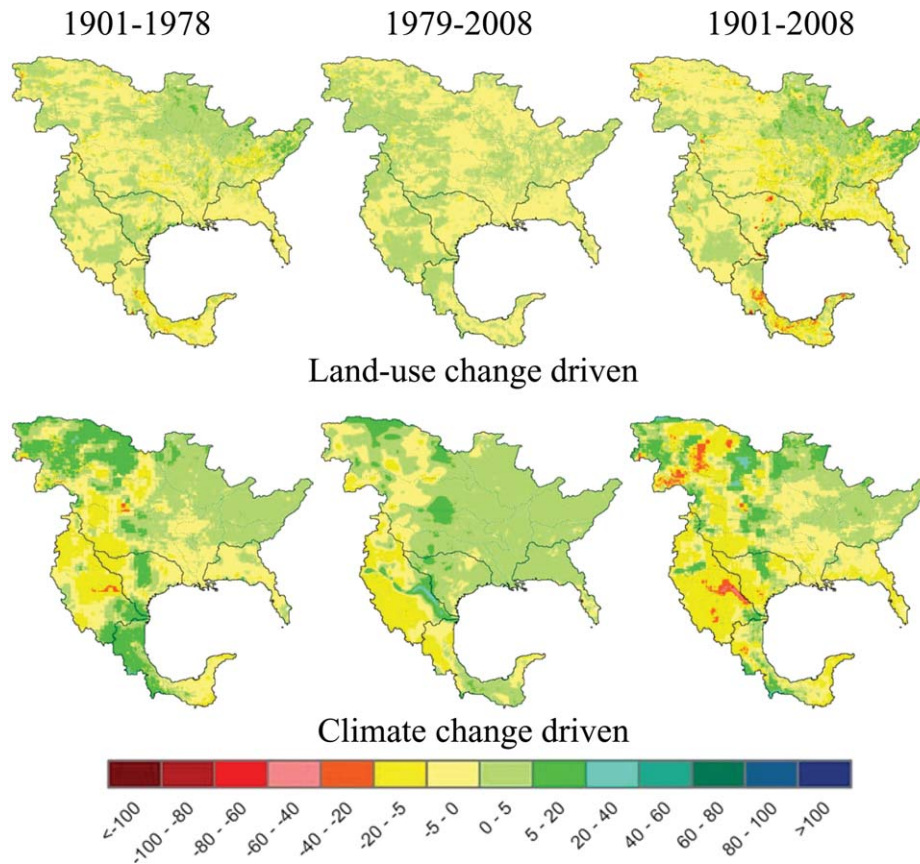 1901-1978 1979-2008 1901-2008
Land-use change driven
Climate change driven
<-100 -100 - -80 -80 - -60 -60 - -40 -40 - -20 -20 - -5 -5 - 0 0 - 5 5 - 20 20 - 40 40 - 60 60 - 80 80 - 100 >100